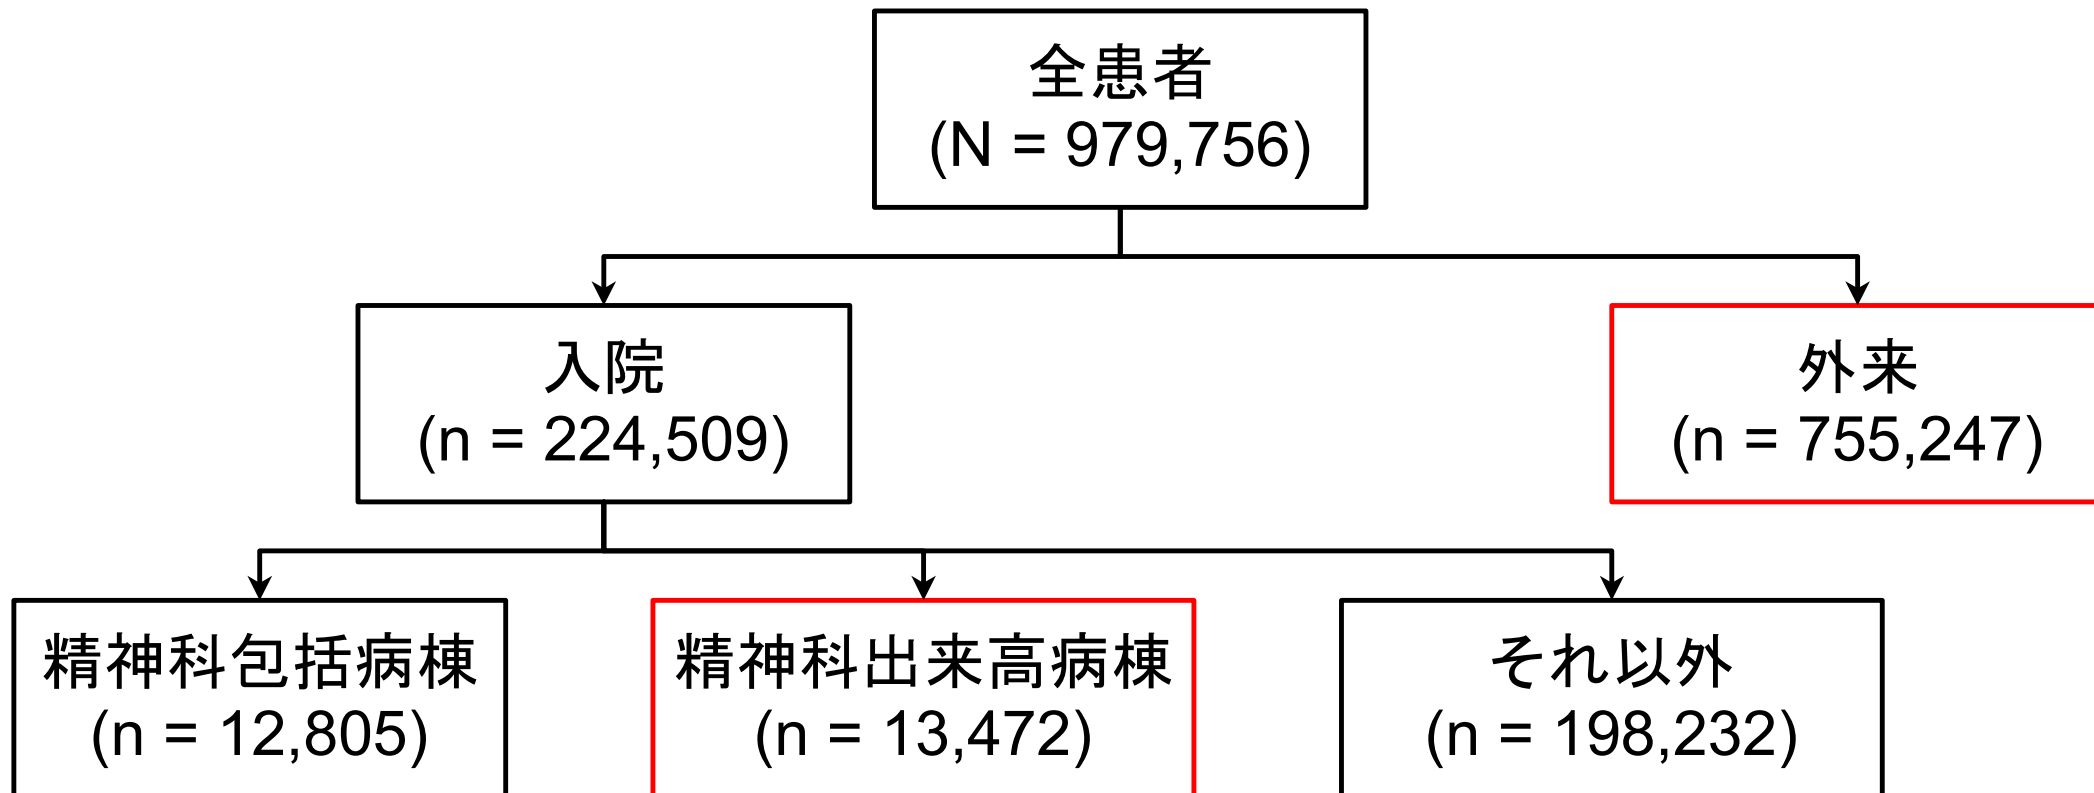 全患者
(N = 979,756)
入院
(n = 224,509)
外来
(n = 755,247)
精神科包括病棟
(n = 12,805)
精神科出来高病棟
(n = 13,472)
それ以外
(n = 198,232)